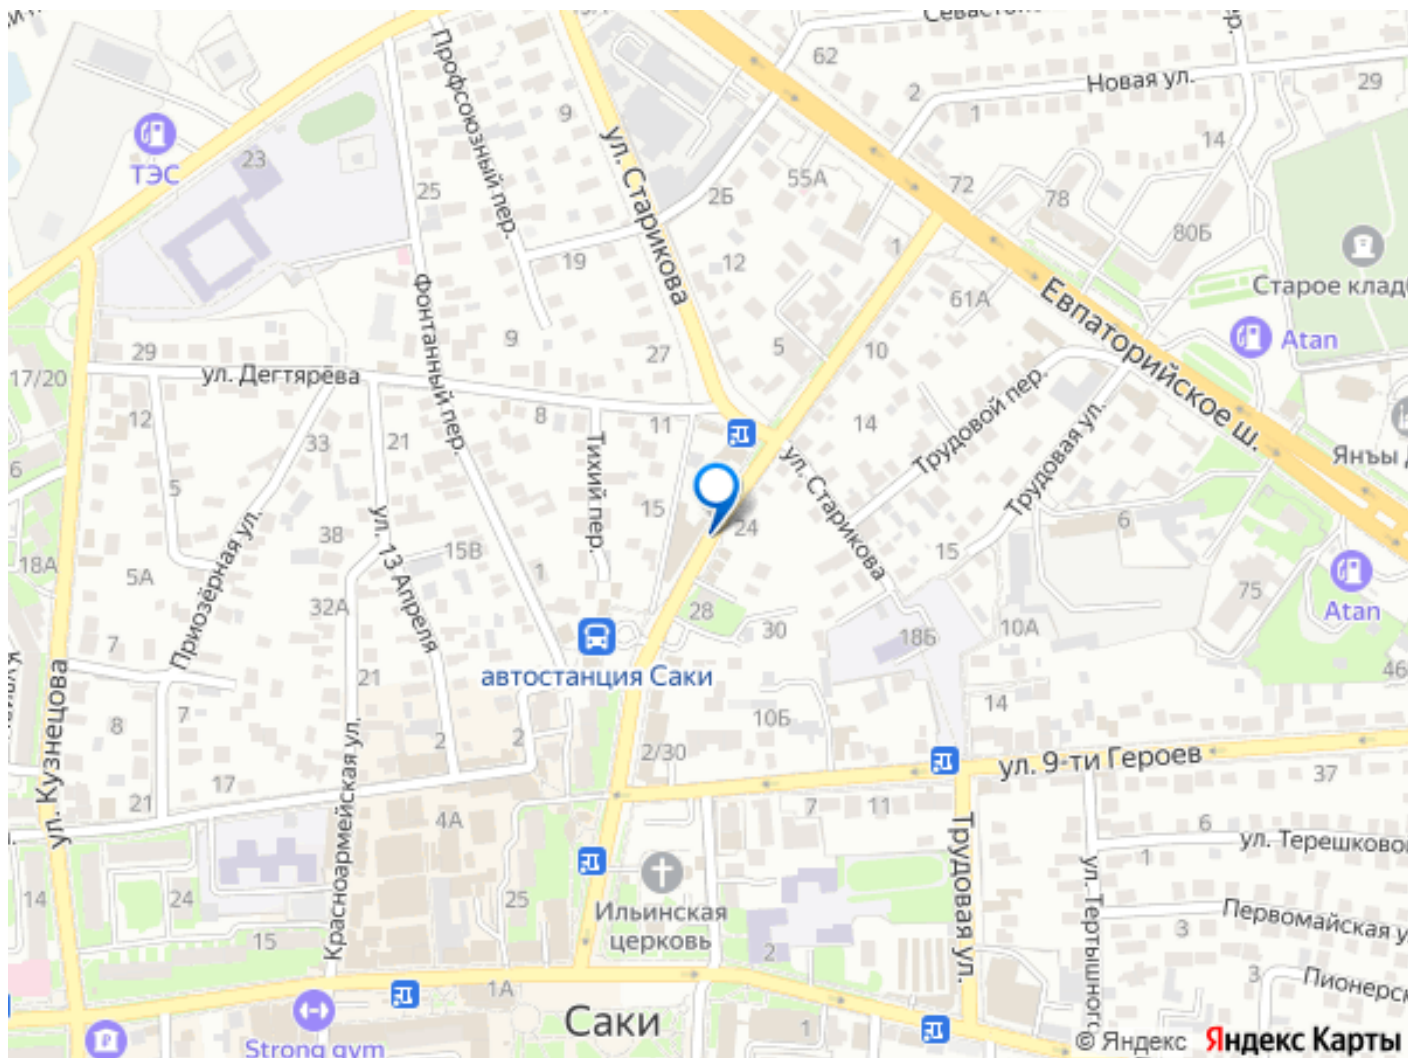 62
Новая ул.
29
2
1
14
Профсоюзный пер.
9
ул. Старикова
ТЭС
23
25
2Б
55А
72
78
80Б
1
19
12
61А
Старое кладб
Евпаторийское ш.
Atan
Фонтанный пер.
29
ул. Дегтярёва
9
27
5
10
17/20
12
8
11
14
Трудовой пер.
33
21
Тихий пер.
ул. Старикова
Трудовая ул.
Янъы
6
5
15
24
6
38
15В
15
18А
5А
1
Приозёрная ул.
ул. 13 Апреля
32А
28
30
18Б
10А
75
Atan
7
автостанция Саки
21
46
7
8
10Б
14
ул. Кузнецова
Красноармейская ул.
2
2
2/30
ул. 9-ти Героев
37
17
21
4А
7
11
6
ул. Терешково
1
14
24
25
Ильинская
церковь
Трудовая ул.
ул. Тертышного
Первомайская у
15
2
3
3
Пионерск
1А
Саки
1
Strong gym
© Яндекс Яндекс Карты